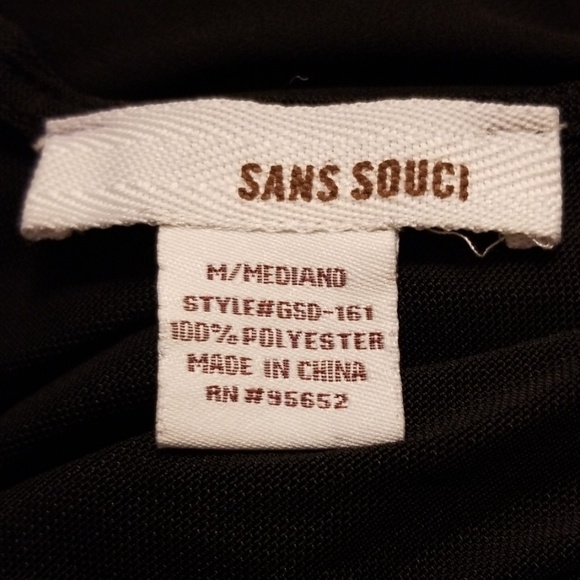 SANS SOUCI
M/MEDIANO
STYLE#GSD-161
100% POLYESTER
MADE IN CHINA
RN #95652